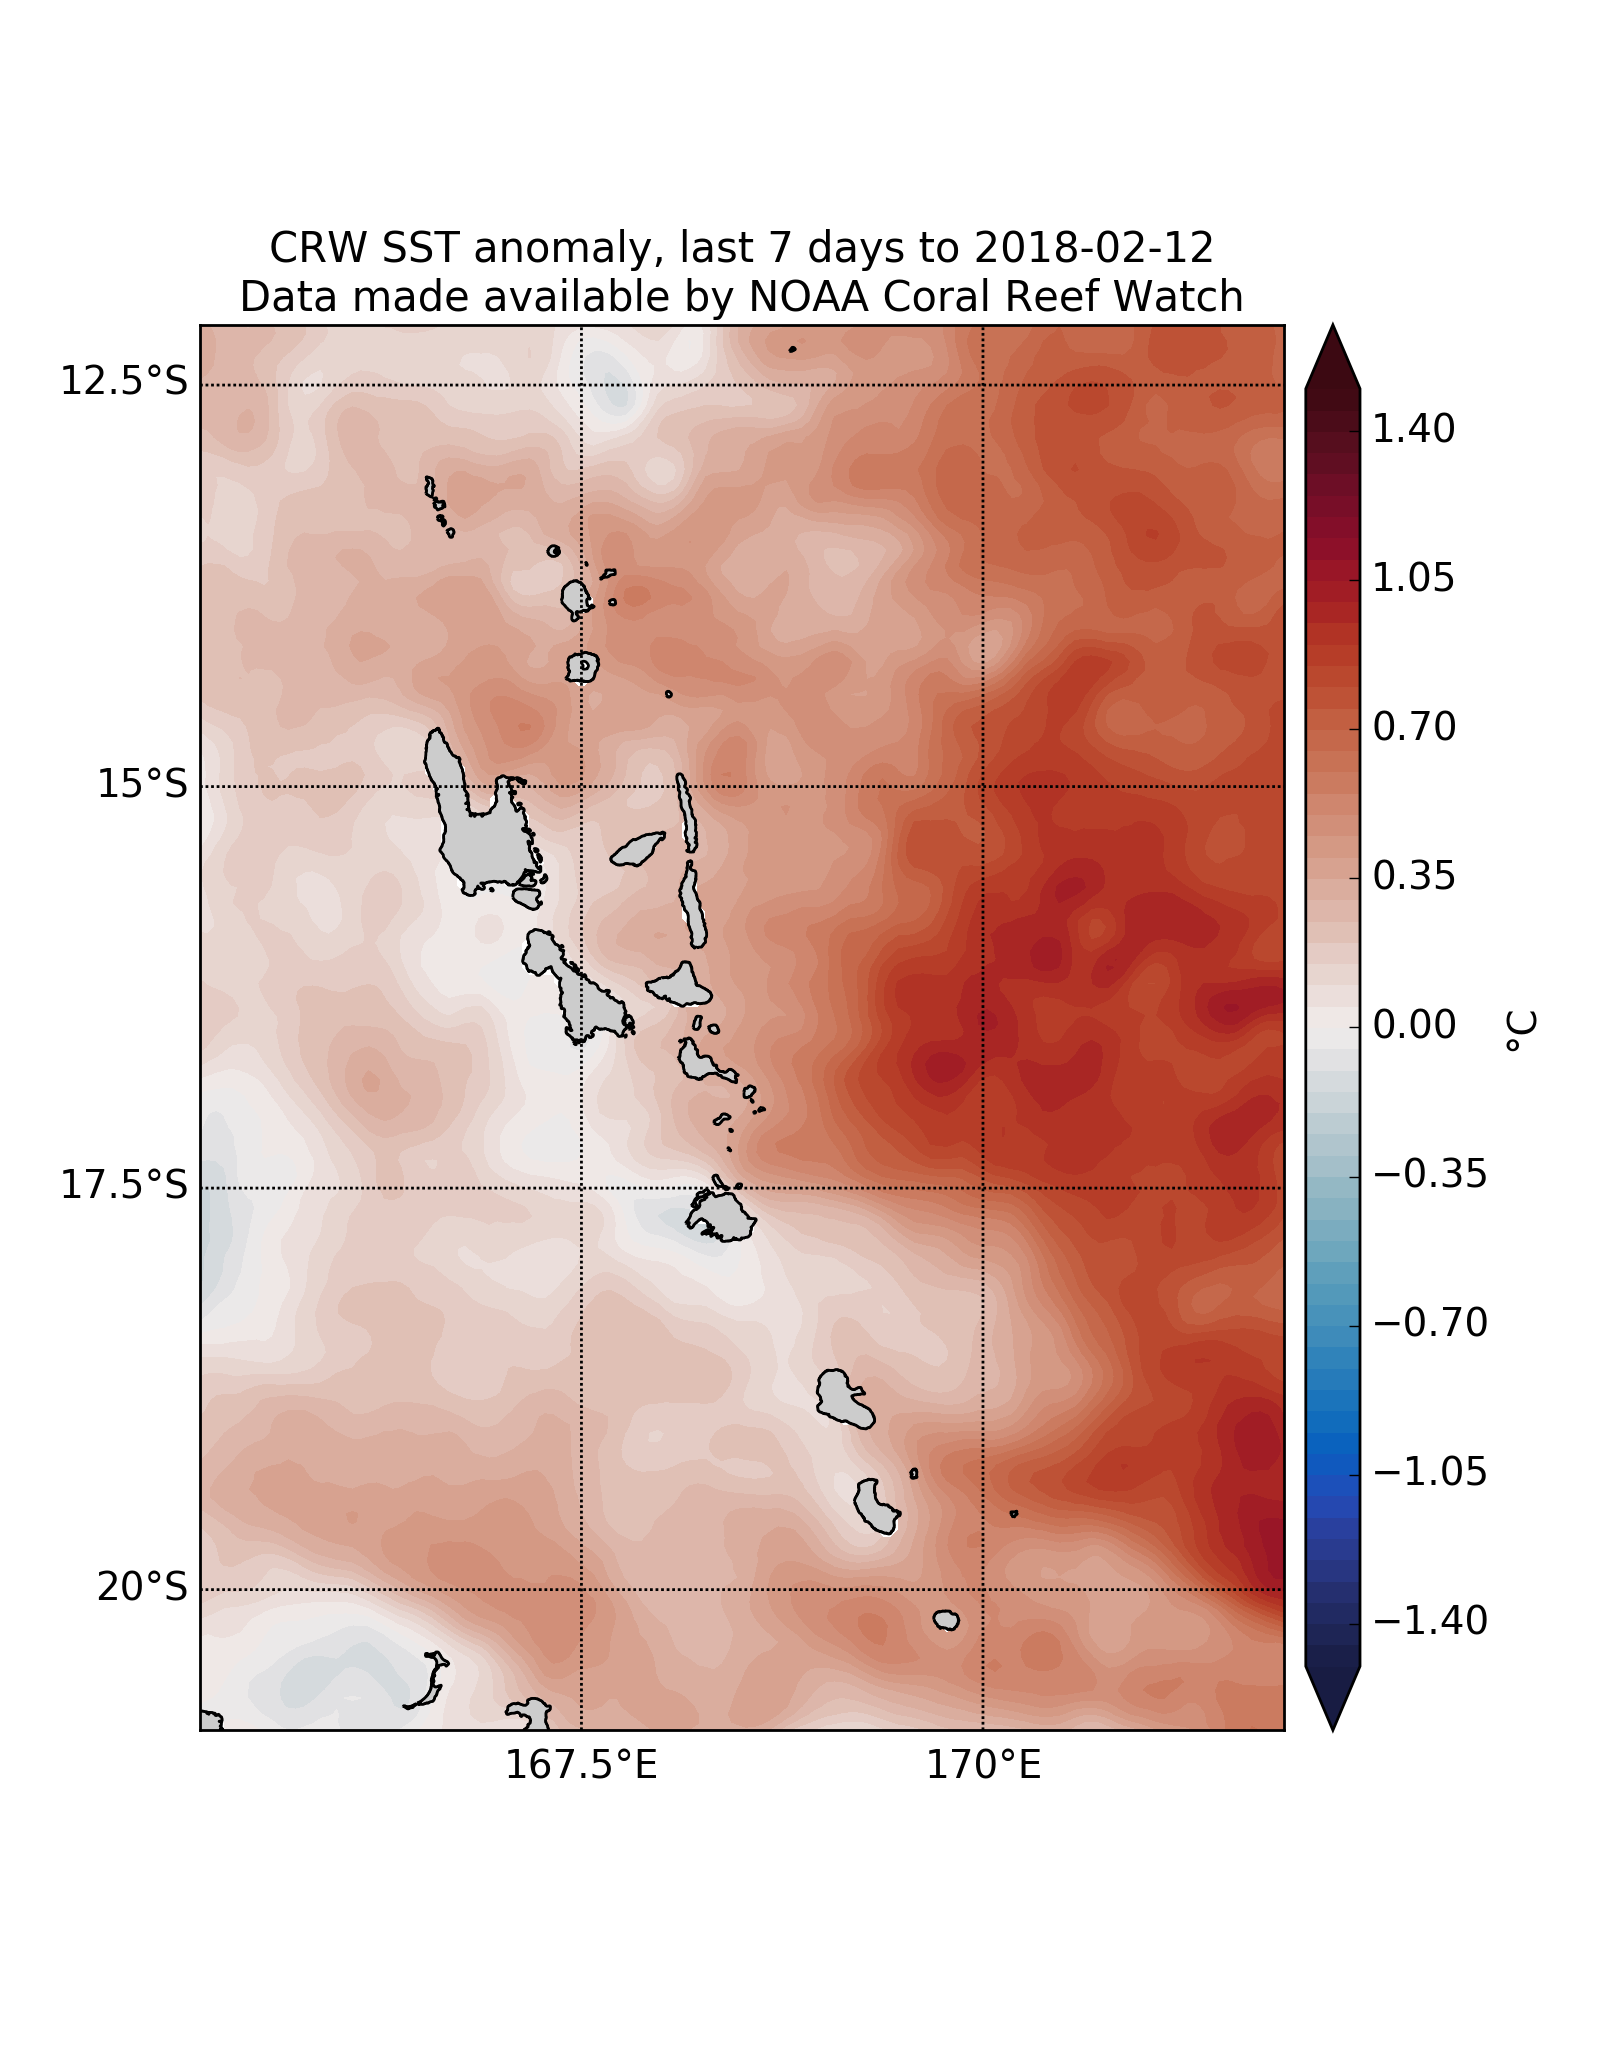 CRW SST anomaly, last 7 days to 2018-02-12
Data made available by NOAA Coral Reef Watch
12.5°S
15°S
17.5°S
20°S
167.5°E
170°E
1.40
1.05
0.70
0.35
0.00
−0.35
−0.70
−1.05
−1.40
°C